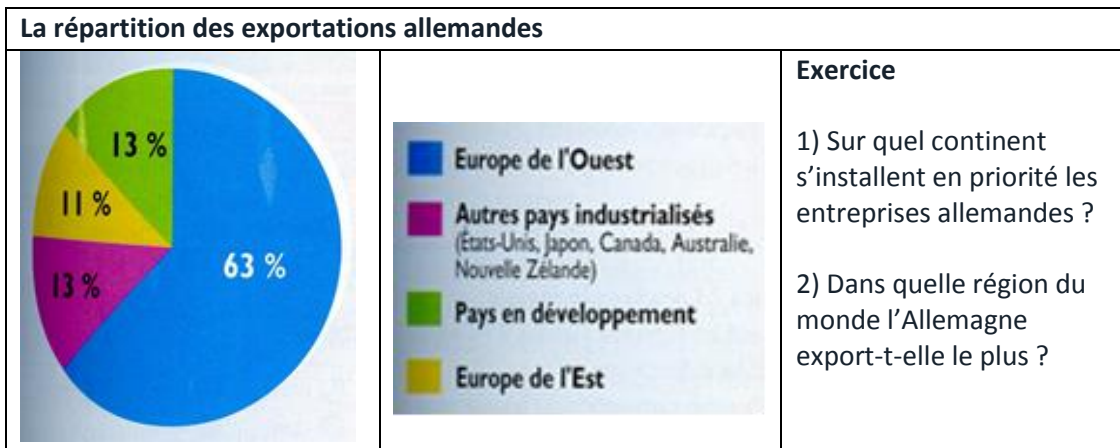 La répartition des exportations allemandes
13 %
11 %
13 %
63 %
Europe de l'Ouest
Autres pays industrialisés
(États-Unis, Japon, Canada, Australie,
Nouvelle Zélande)
Pays en développement
Europe de l'Est
Exercice
1) Sur quel continent
s’installent en priorité les
entreprises allemandes ?
2) Dans quelle région du
monde l’Allemagne
export-t-elle le plus ?